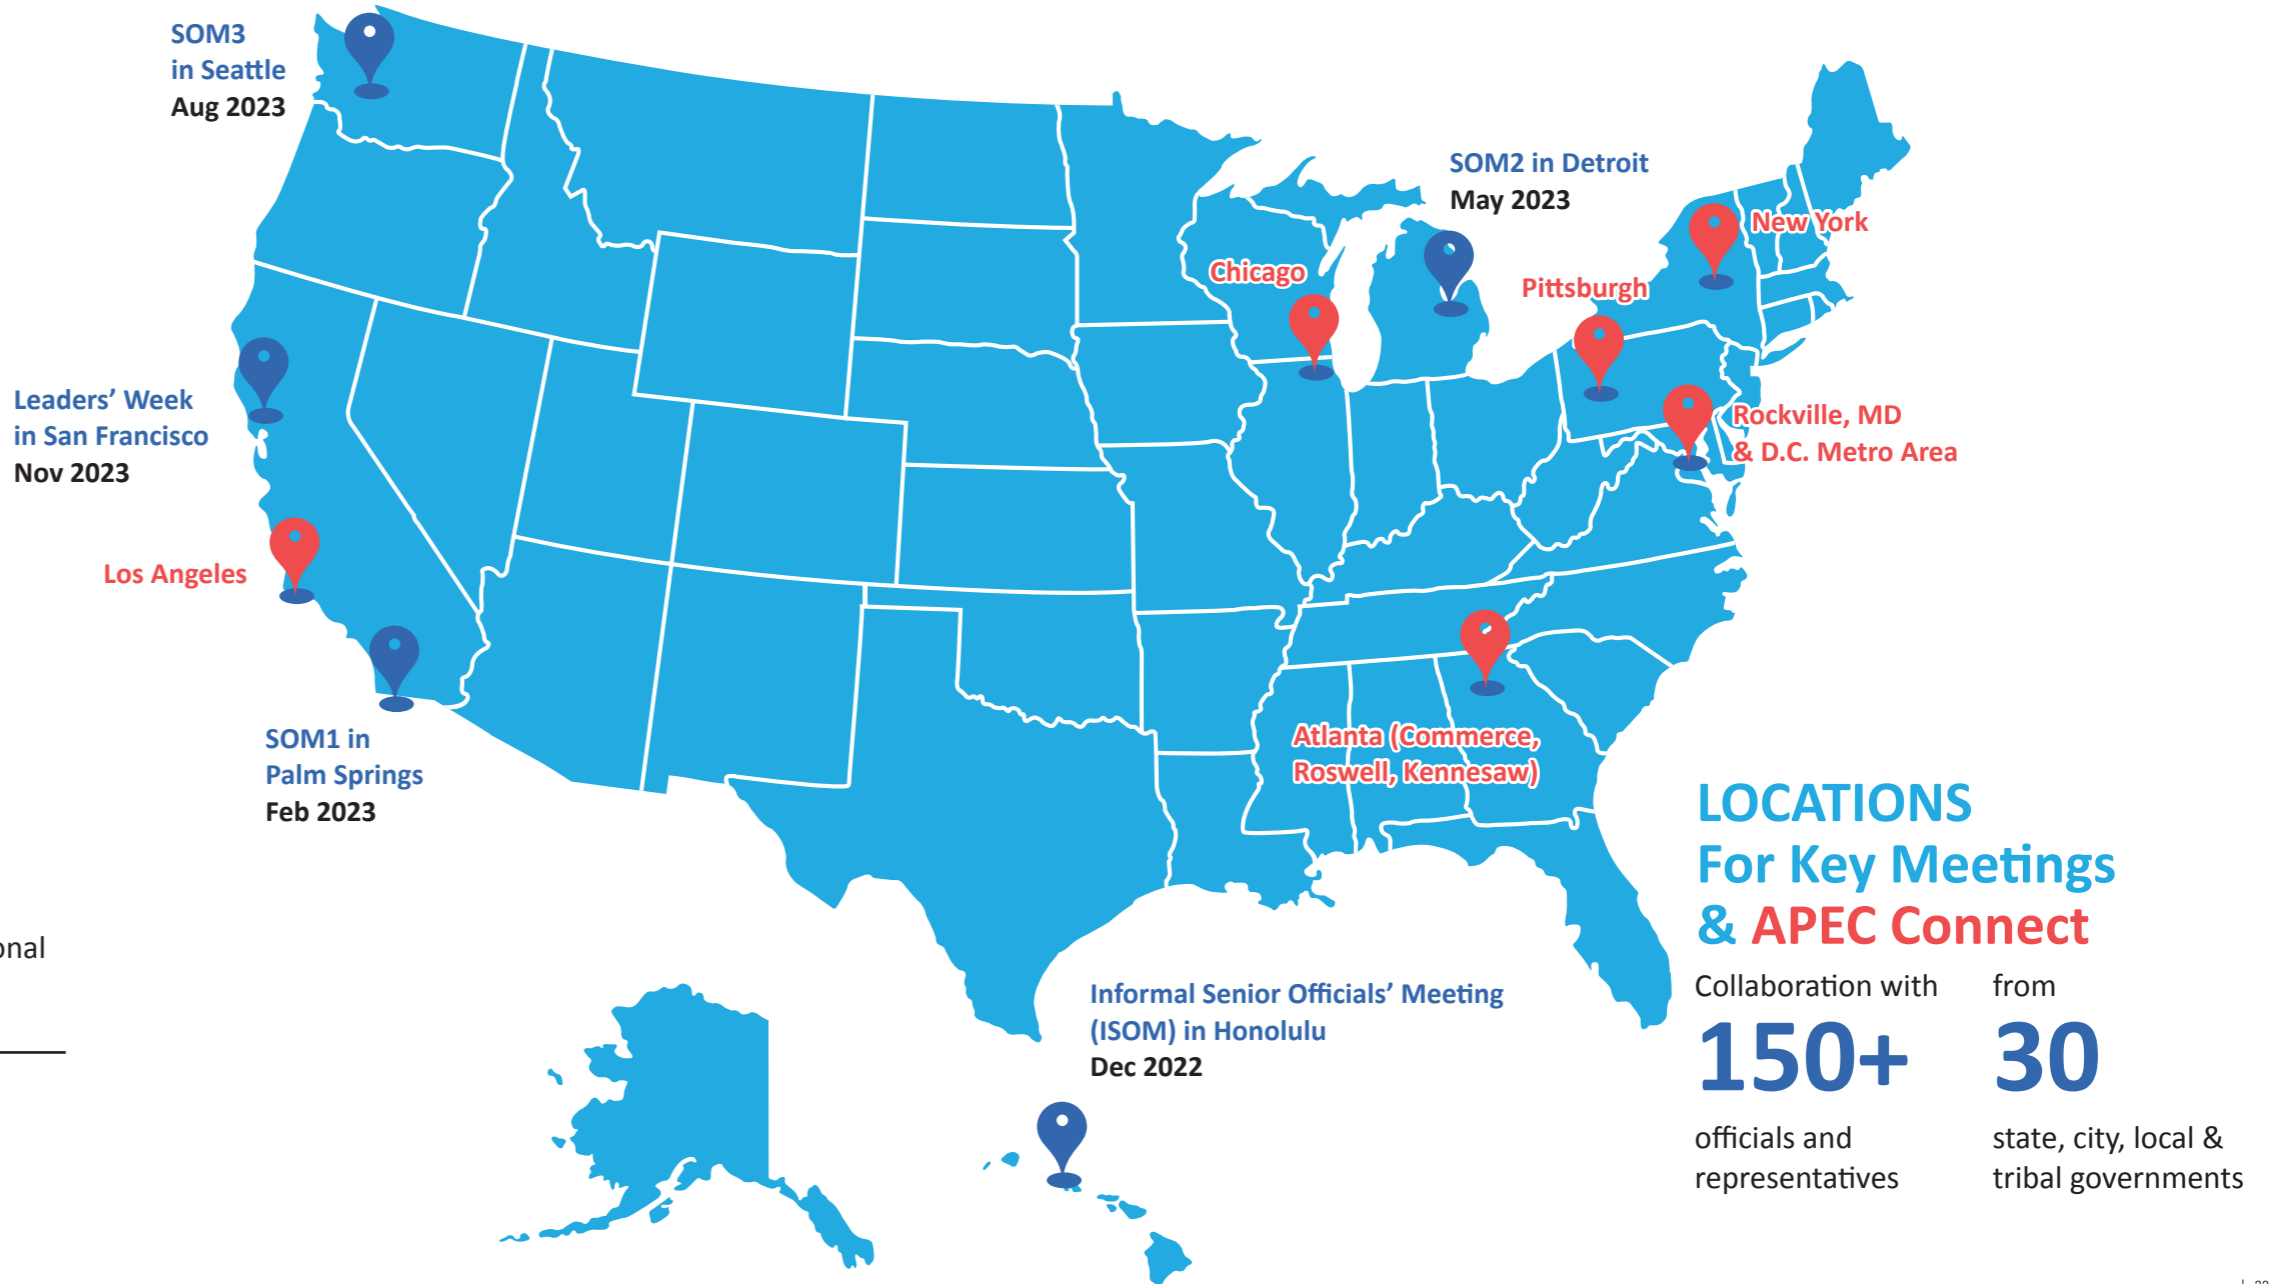 SOM3
in Seattle
Aug 2023
SOM2 in Detroit
May 2023
New York
Chicago
Pittsburgh
Leaders’ Week
in San Francisco
Nov 2023
Rockville, MD
& D.C. Metro Area
Los Angeles
SOM1 in
Palm Springs
Feb 2023
Atlanta (Commerce,
Roswell, Kennesaw)
LOCATIONS
For Key Meetings
& APEC Connect
onal
Informal Senior Officials’ Meeting
(ISOM) in Honolulu
Dec 2022
Collaboration with
150+
officials and
representatives
from
30
state, city, local &
tribal governments